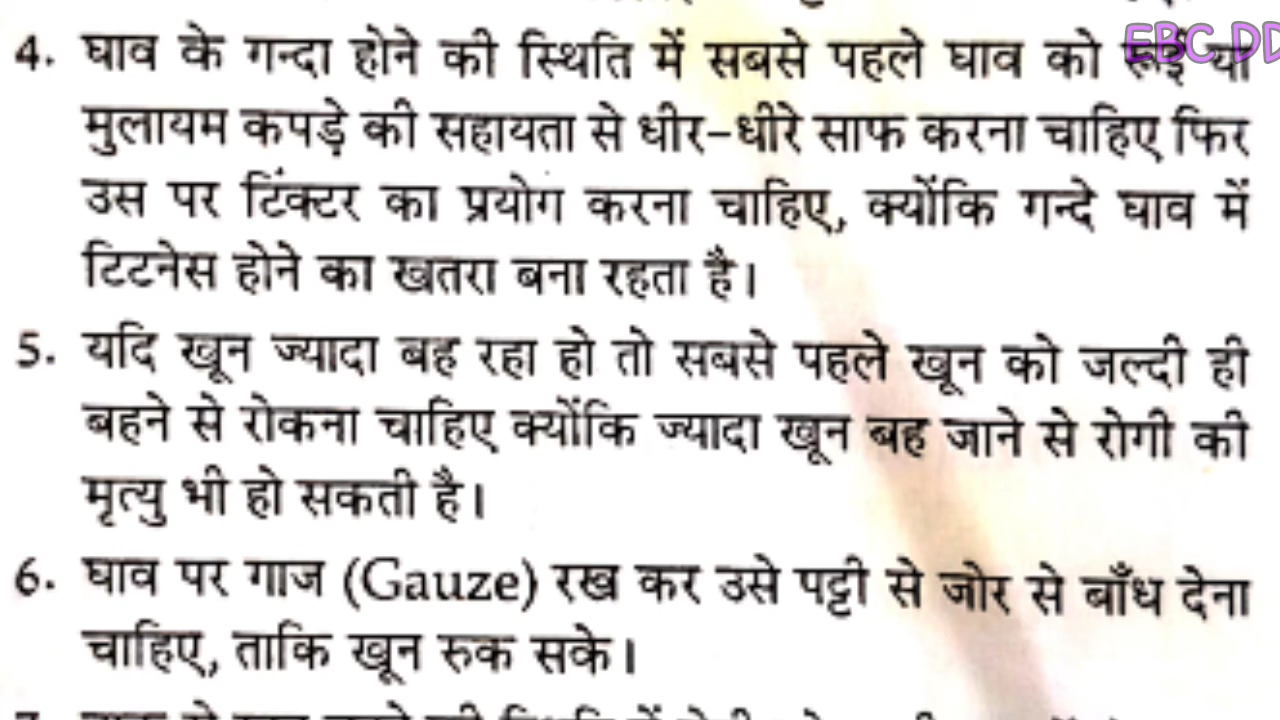 4. घाव के गन्दा होने की स्थिति में सबसे पहले घाव को रूई या
EBC DD
मुलायम कपड़े की सहायता से धीर-धीरे साफ करना चाहिए फिर
उस पर टिंक्टर का प्रयोग करना चाहिए, क्योंकि गन्दे घाव में
टिटनेस होने का खतरा बना रहता है।
5. यदि खून ज्यादा बह रहा हो तो सबसे पहले खून को जल्दी ही
बहने से रोकना चाहिए क्योंकि ज्यादा खून बह जाने से रोगी की
मृत्यु भी हो सकती है।
6. घाव पर गाज (Gauze) रख कर उसे पट्टी से जोर से बाँध देना
चाहिए, ताकि खून रुक सके।